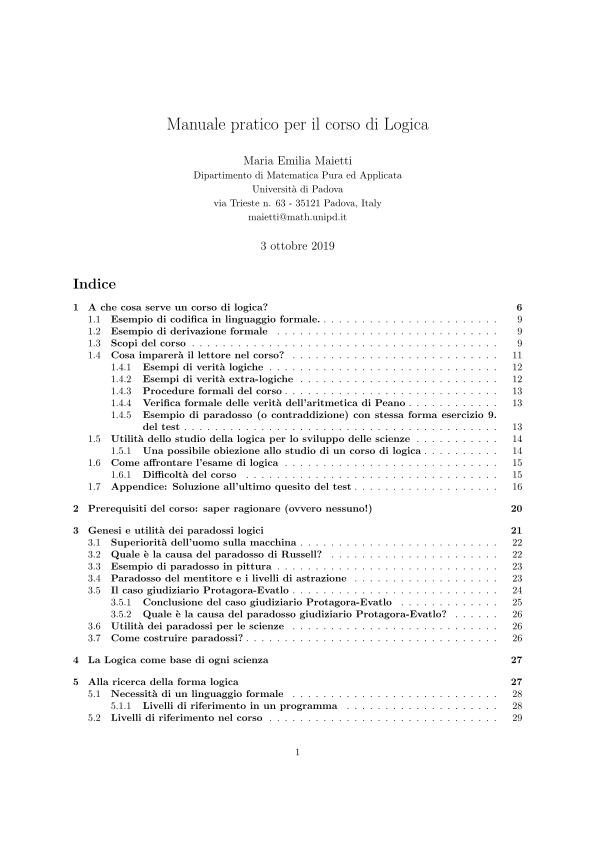 Manuale pratico per il corso di Logica
Maria Emilia Maietti
Dipartimento di Matematica Pura ed Applicata
Università di Padova
via Trieste n. 63 - 35121 Padova, Italy
maietti@math.unipd.it
3 ottobre 2019
Indice
1 A che cosa serve un corso di logica? 6
1.1 Esempio di codifica in linguaggio formale. . . . . . . . . . . . . . . . . . . . . . . . . . 9
1.2 Esempio di derivazione formale . . . . . . . . . . . . . . . . . . . . . . . . . . . . . . 9
1.3 Scopi del corso . . . . . . . . . . . . . . . . . . . . . . . . . . . . . . . . . . . . . . 9
1.4 Cosa imparerà il lettore nel corso? . . . . . . . . . . . . . . . . . . . . . . . . . . . . 11
1.4.1 Esempi di verità logiche . . . . . . . . . . . . . . . . . . . . . . . . . . . . . . 12
1.4.2 Esempi di verità extra-logiche . . . . . . . . . . . . . . . . . . . . . . . . . . . 12
1.4.3 Procedure formali del corso . . . . . . . . . . . . . . . . . . . . . . . . . . . . 13
1.4.4 Verifica formale delle verità dell'aritmetica di Peano . . . . . . . . . . . . . 13
1.4.5 Esempio di paradosso (o contraddizione) con stessa forma esercizio 9.
del test . . . . . . . . . . . . . . . . . . . . . . . . . . . . . . . . . . . . . . 13
1.5 Utilità dello studio della logica per lo sviluppo delle scienze . . . . . . . . . . . 14
1.5.1 Una possibile obiezione allo studio di un corso di logica . . . . . . . . . . 14
1.6 Come affrontare l'esame di logica . . . . . . . . . . . . . . . . . . . . . . . . . . . . . 15
1.6.1 Difficoltà del corso . . . . . . . . . . . . . . . . . . . . . . . . . . . . . . . . . 15
1.7 Appendice: Soluzione all'ultimo quesito del test . . . . . . . . . . . . . . . . . . . 16
2 Prerequisiti del corso: saper ragionare (ovvero nessuno!) 20
3 Genesi e utilità dei paradossi logici 21
3.1 Superiorità dell'uomo sulla macchina . . . . . . . . . . . . . . . . . . . . . . . . . . . 22
3.2 Quale è la causa del paradosso di Russell? . . . . . . . . . . . . . . . . . . . . . . . 22
3.3 Esempio di paradosso in pittura . . . . . . . . . . . . . . . . . . . . . . . . . . . . . 23
3.4 Paradosso del mentitore e i livelli di astrazione . . . . . . . . . . . . . . . . . . . 23
3.5 Il caso giudiziario Protagora-Evatlo . . . . . . . . . . . . . . . . . . . . . . . . . . . 24
3.5.1 Conclusione del caso giudiziario Protagora-Evatlo . . . . . . . . . . . . . 25
3.5.2 Quale è la causa del paradosso giudiziario Protagora-Evatlo? . . . . . . 26
3.6 Utilità dei paradossi per le scienze . . . . . . . . . . . . . . . . . . . . . . . . . . . . 26
3.7 Come costruire paradossi? . . . . . . . . . . . . . . . . . . . . . . . . . . . . . . . . . 26
4 La Logica come base di ogni scienza 27
5 Alla ricerca della forma logica 27
5.1 Necessità di un linguaggio formale . . . . . . . . . . . . . . . . . . . . . . . . . . . . 28
5.1.1 Livelli di riferimento in un programma . . . . . . . . . . . . . . . . . . . . . 28
5.2 Livelli di riferimento nel corso . . . . . . . . . . . . . . . . . . . . . . . . . . . . . . . 29
1